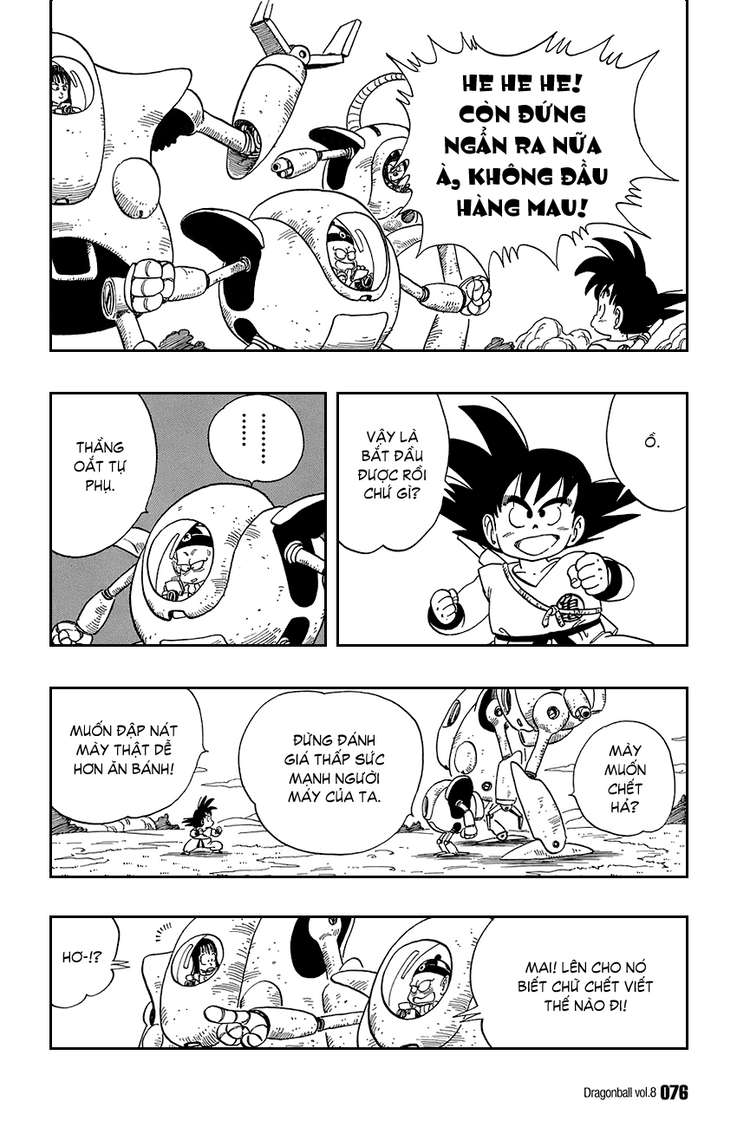 HE HE HE!
CÒN ĐỨNG
NGẨN RA NỮA
À, KHÔNG ĐẦU
HÀNG MAU!
Ồ.
VẬY LÀ
BẮT ĐẦU
ĐƯỢC RỒI
CHỨ GÌ?
......
THẰNG
OẮT TỰ
PHỤ.
MÀY
MUỐN
CHẾT
HẢ?
ĐỪNG ĐÁNH
GIÁ THẤP SỨC
MẠNH NGƯỜI
MÁY CỦA TA.
MUỐN ĐẬP NÁT
MÀY THẬT DỄ
HƠN ĂN BÁNH!
MAI! LÊN CHO NÓ
BIẾT CHỮ CHẾT VIẾT
THẾ NÀO ĐI!
HƠ-!?
Dragonball vol.8 076